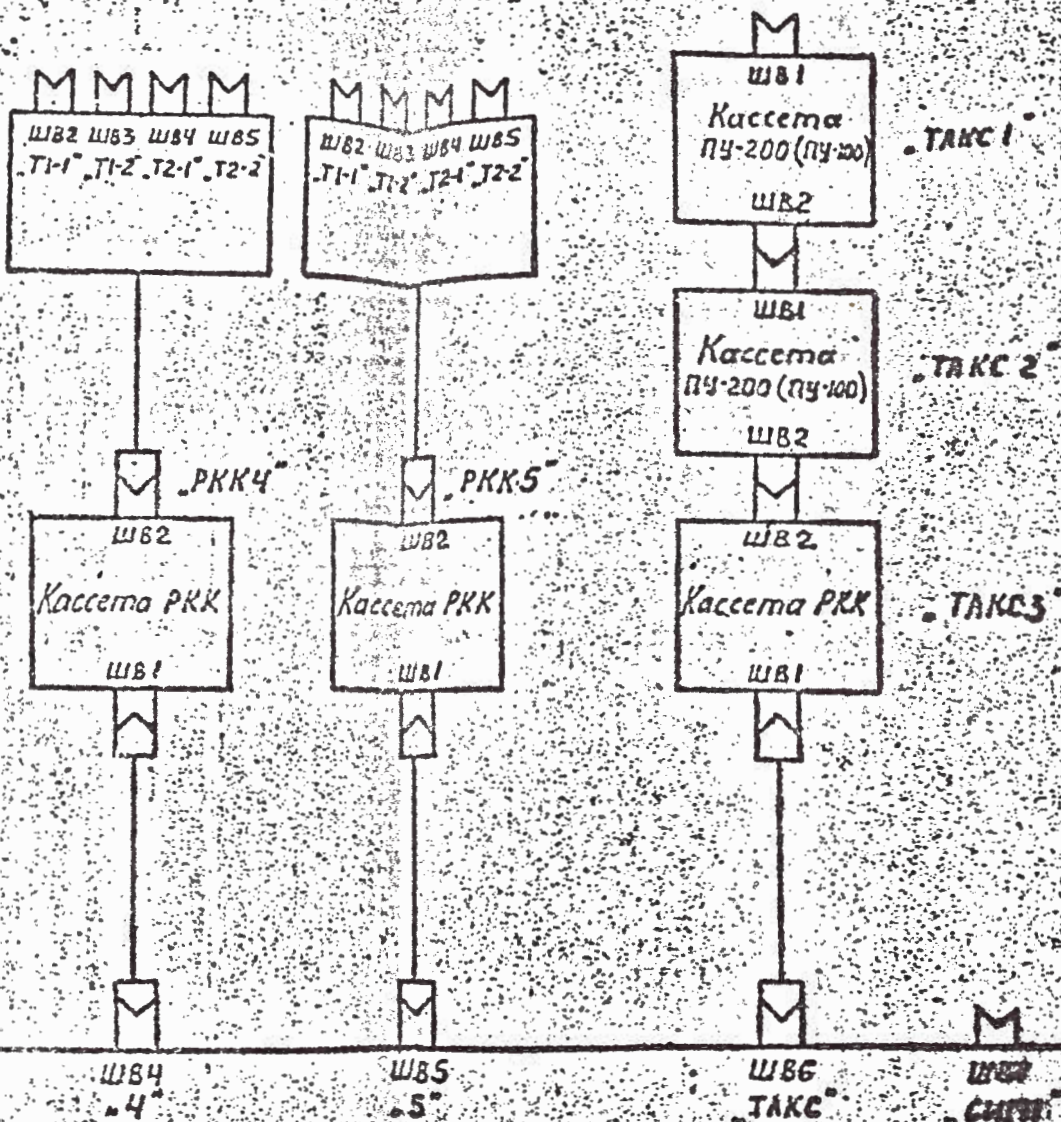 ШВ2 ШВ3 ШВ4 ШВ5
„Т1-1" „Т1-2" „Т2-1" „Т2-2"
ШВ2 ШВ3 ШВ4 ШВ5
„Т1-1" „Т1-2" „Т2-1" „Т2-2"
ШВ1
Кассета
ПУ-200 (ПУ-100)
ШВ2
„ТАКС 1"
ШВ1
Кассета
ПУ-200 (ПУ-100)
ШВ2
„ТАКС 2"
„РКК4"
ШВ2
Кассета РКК
ШВ1
„РКК5"
ШВ2
Кассета РКК
ШВ1
ШВ2
Кассета РКК
ШВ1
„ТАКС3"
ШВ4
„4"
ШВ5
„5"
ШВ6
„ТАКС"